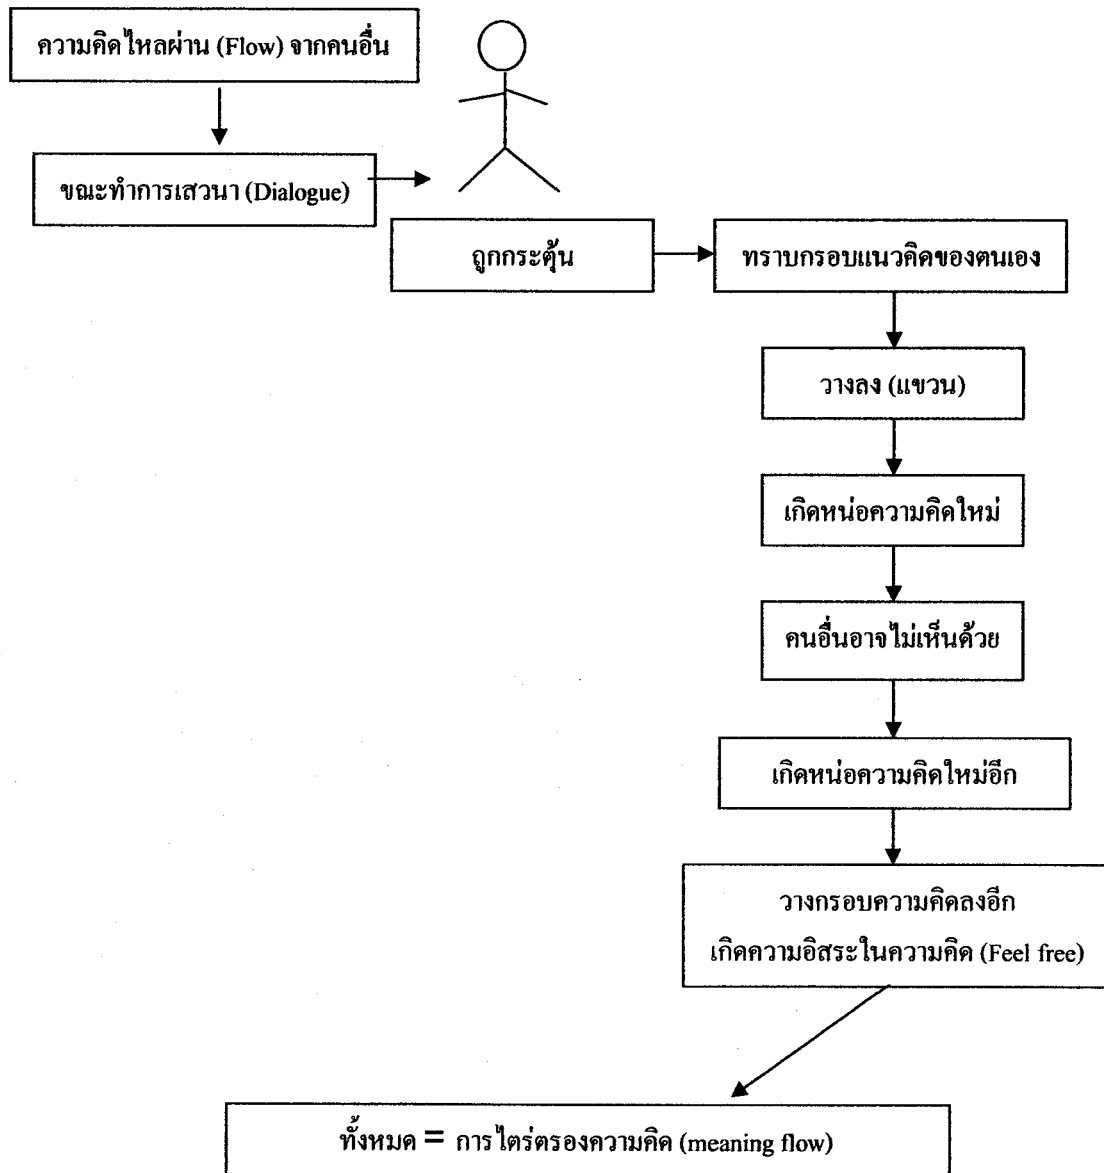 ความคิดไหลผ่าน (Flow) จากคนอื่น
ขณะทำการเสวนา (Dialogue)
ถูกกระตุ้น
ทราบกรอบแนวคิดของตนเอง
วางลง (แขวน)
เกิดหน่อความคิดใหม่
คนอื่นอาจไม่เห็นด้วย
เกิดหน่อความคิดใหม่อีก
วางกรอบความคิดลงอีก
เกิดความอิสระในความคิด (Feel free)
ทั้งหมด = การไตร่ตรองความคิด (meaning flow)